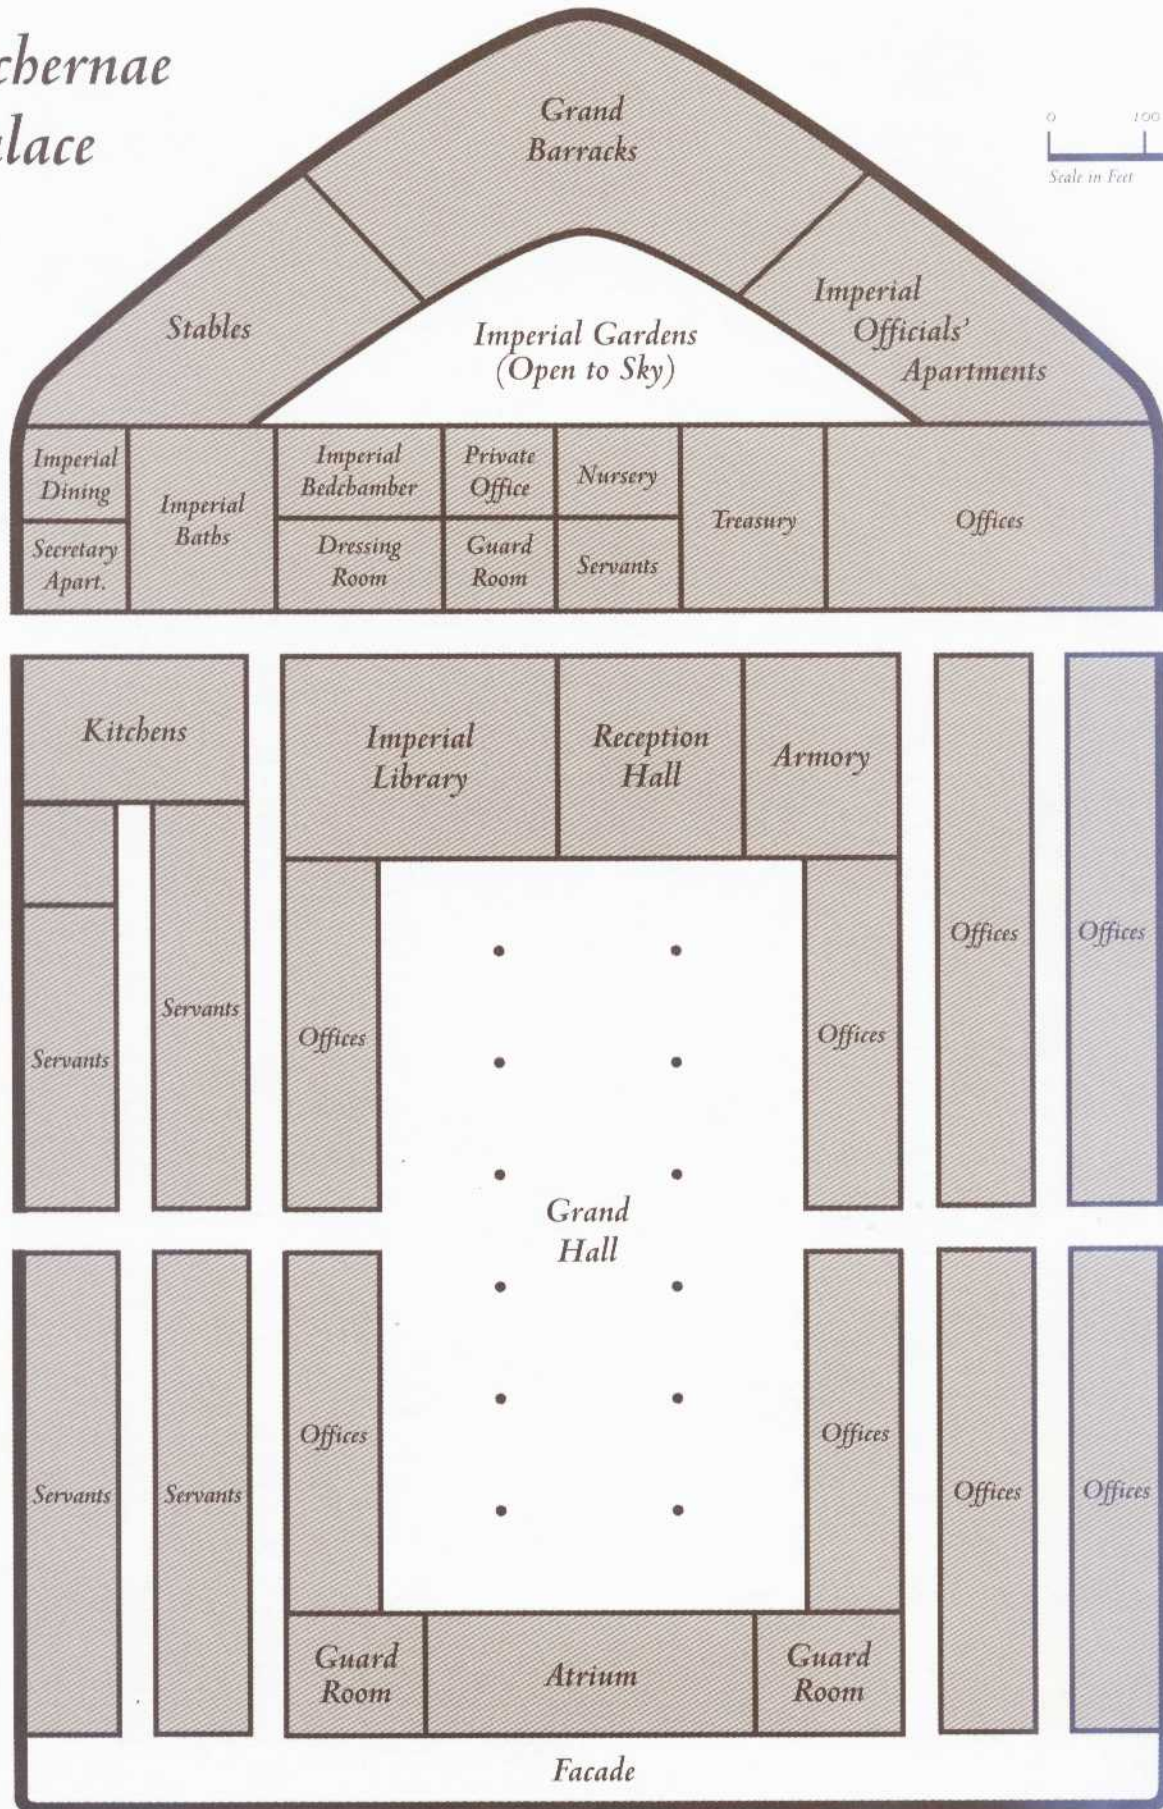 chernae
alace
0 100
Scale in Feet
Grand
Barracks
Stables
Imperial Gardens
(Open to Sky)
Imperial
Officials'
Apartments
Imperial
Dining
Secretary
Apart.
Imperial
Baths
Imperial
Bedchamber
Dressing
Room
Private
Office
Guard
Room
Nursery
Servants
Treasury
Offices
Kitchens
Imperial
Library
Reception
Hall
Armory
Servants
Servants
Offices
Offices
Offices
Offices
Grand
Hall
Servants
Servants
Offices
Offices
Offices
Offices
Guard
Room
Atrium
Guard
Room
Facade